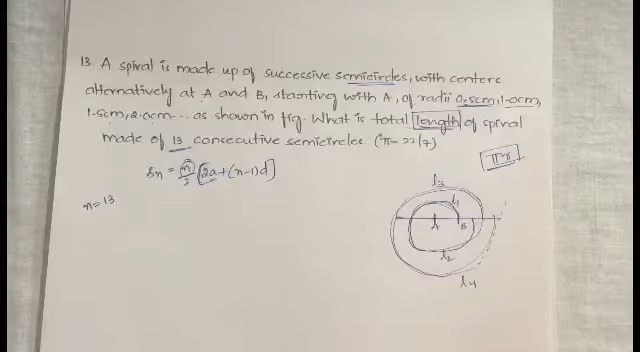 13. A spiral is made up of successive semicircles, with centers
alternatively at A and B, starting with A, of radii 0.5cm, 1.0cm,
1.5cm, 2.0cm... as shown in fig. What is total length of spiral
made of 13 consecutive semicircles (π = 22/7)
πr
Sn = n/2 [2a+(n-1)d]
n=13
l3
l1
A
B
l2
l4